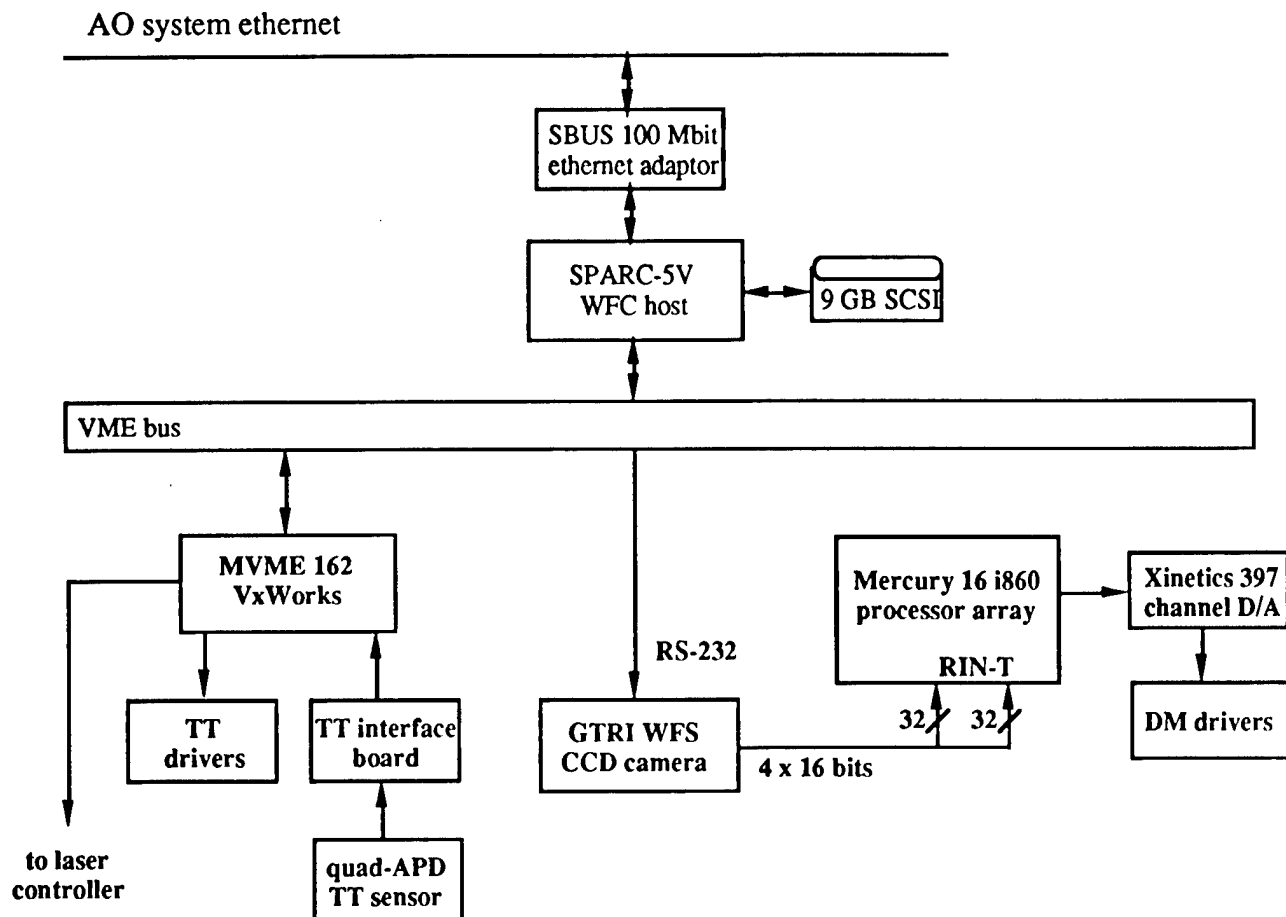 AO system ethernet
SBUS 100 Mbit
ethernet adaptor
SPARC-5V
WFC host
9 GB SCSI
VME bus
MVME 162
VxWorks
Mercury 16 i860
processor array
RIN-T
Xinetics 397
channel D/A
RS-232
TT
drivers
TT interface
board
GTRI WFS
CCD camera
32
32
4 x 16 bits
DM drivers
to laser
controller
quad-APD
TT sensor